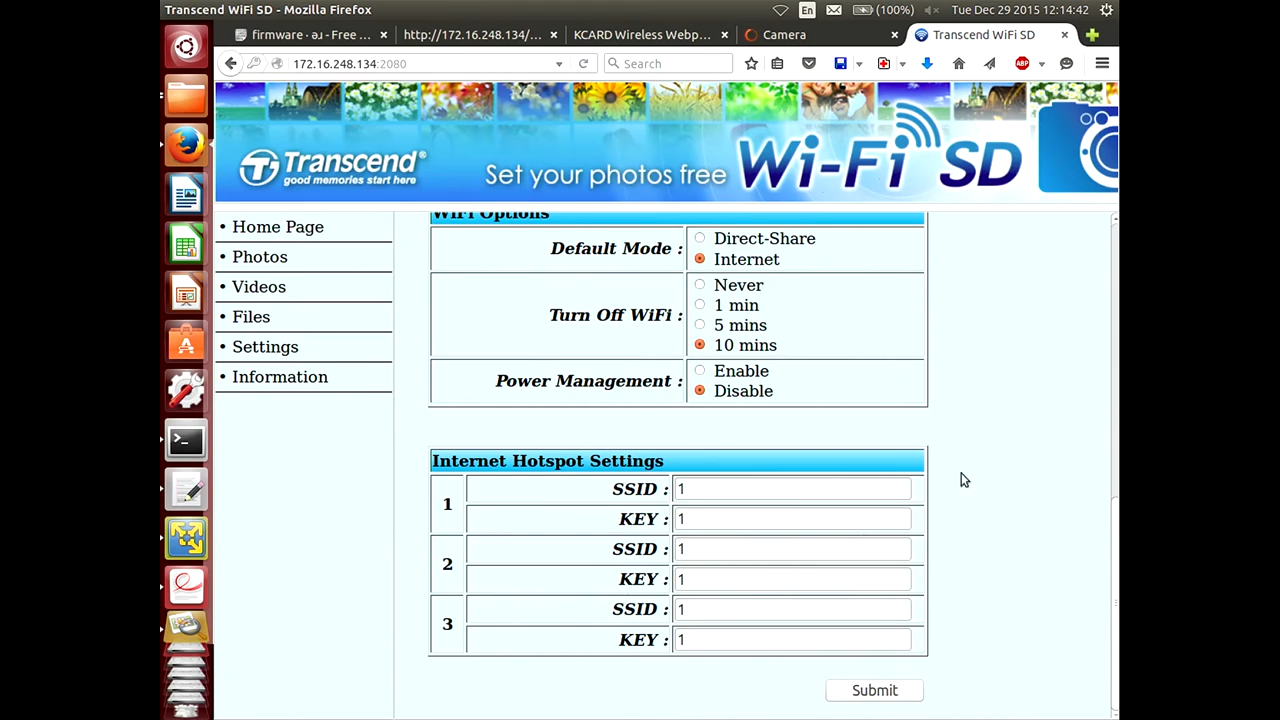 Transcend WiFi SD - Mozilla Firefox
En
(100%)
Tue Dec 29 2015 12:14:42
http://172.16.248.134/...
KCARD Wireless Webp...
Camera
Transcend WiFi SD
172.16.248.134:2080
Search
ABP
Transcend®
good memories start here
Set your photos free
Wi-Fi SD
• Home Page
• Photos
• Videos
• Files
• Settings
• Information
WiFi Options
Default Mode :
Direct-Share
Internet
Turn Off WiFi :
Never
1 min
5 mins
10 mins
Power Management :
Enable
Disable
Internet Hotspot Settings
1
SSID :
1
KEY :
1
2
SSID :
1
KEY :
1
3
SSID :
1
KEY :
1
Submit